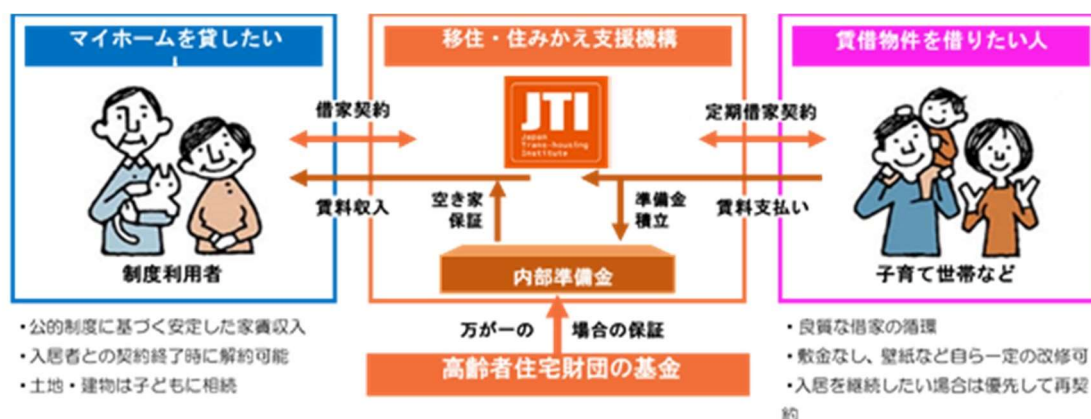 マイホームを貸したい
移住・住みかえ支援機構
賃借物件を借りたい人
JTI
Japan
Trans-housing
Institute
借家契約
定期借家契約
賃料収入
空き家
保証
準備金
積立
賃料支払い
制度利用者
内部準備金
子育て世帯など
・公的制度に基づく安定した家賃収入
・入居者との契約終了時に解約可能
・土地・建物は子どもに相続
万が一の 場合の保証
高齢者住宅財団の基金
・良質な借家の循環
・敷金なし、壁紙など自ら一定の改修可
・入居を継続したい場合は優先して再契
約